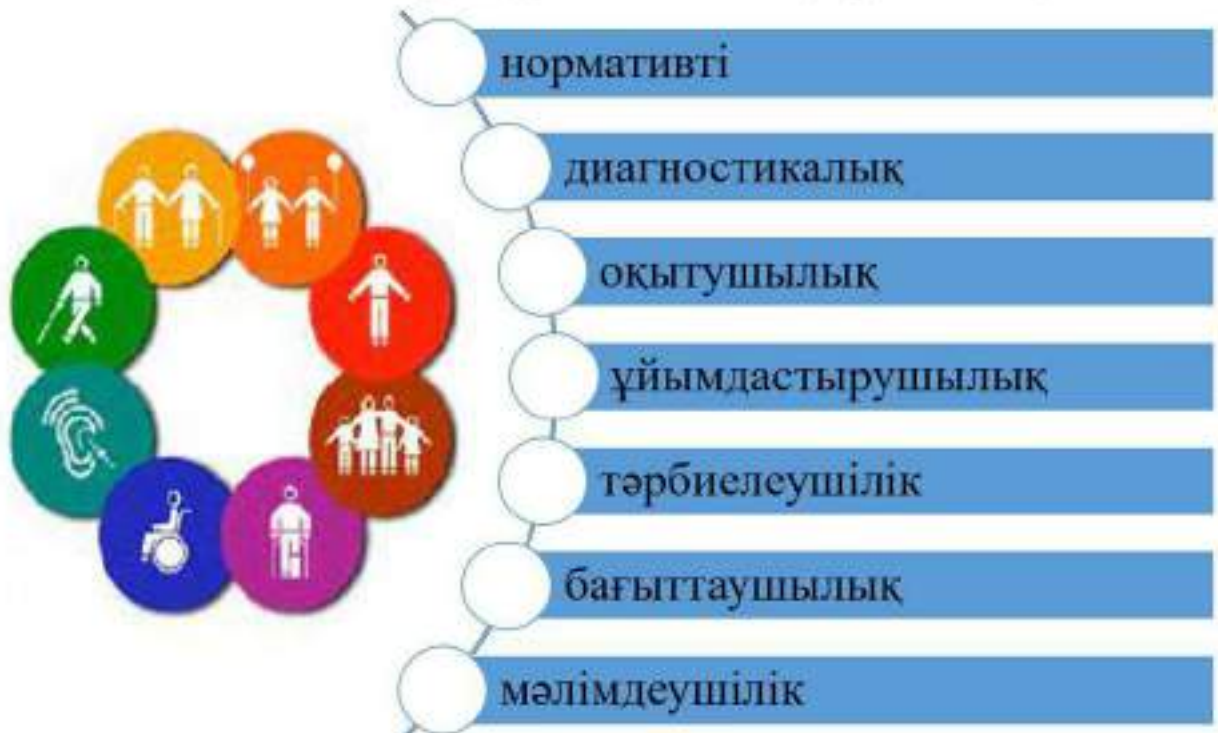 нормативті
диагностикалық
оқытушылық
ұйымдастырушылық
тәрбиелеушілік
бағыттаушылық
мәлімдеушілік